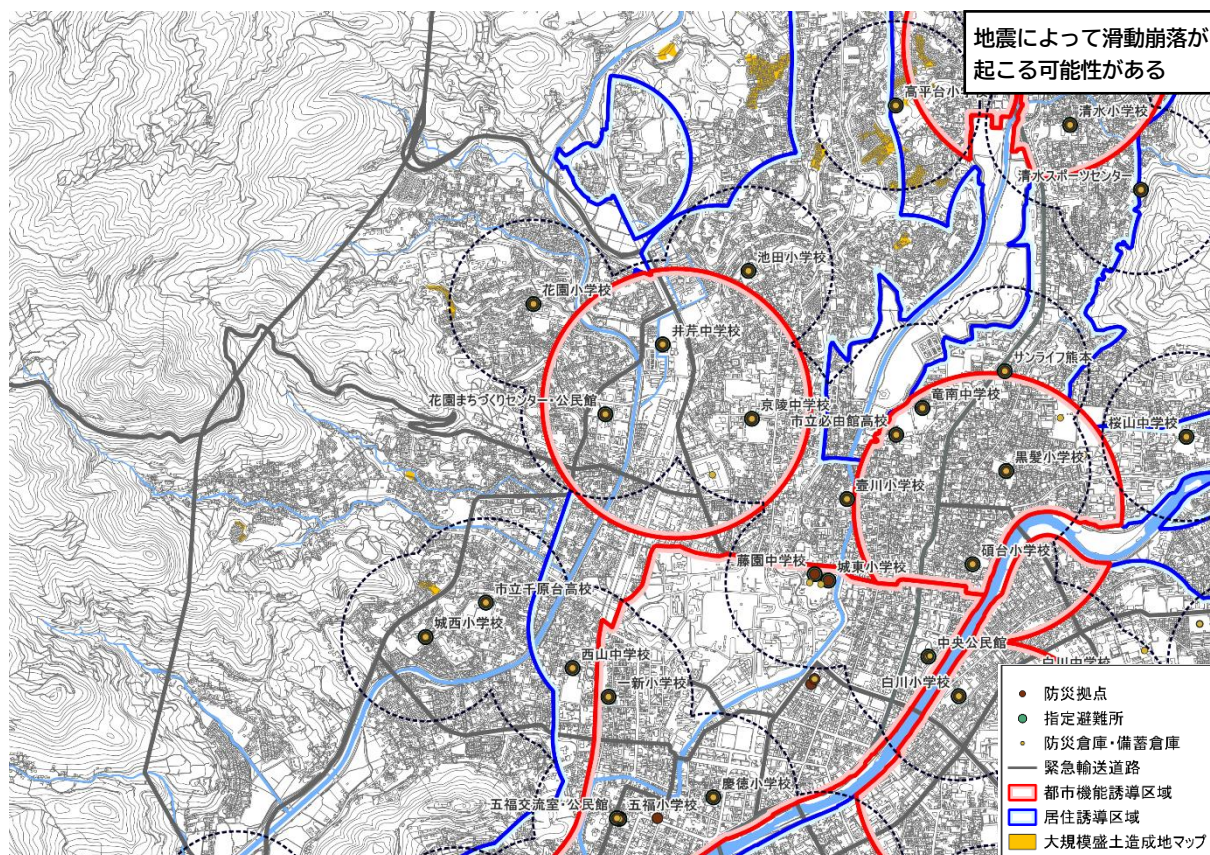 地震によって滑動崩落が
起こる可能性がある
高平台小学校
清水小学校
清水スポーツセンター
池田小学校
花園小学校
井芹中学校
サンライフ熊本
花園まちづくりセンター・公民館
京陵中学校
竜南中学校
市立必由館高校
桜山中学校
黒髪小学校
壷川小学校
藤園中学校
城東小学校
碩台小学校
市立千原台高校
城西小学校
中央公民館
西山中学校
白川中学校
一新小学校
白川小学校
慶徳小学校
五福交流室・公民館
五福小学校
防災拠点
指定避難所
防災倉庫・備蓄倉庫
緊急輸送道路
都市機能誘導区域
居住誘導区域
大規模盛土造成地マップ